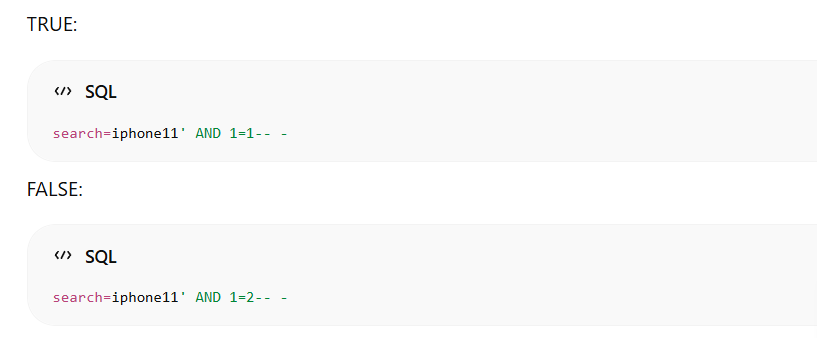 TRUE:
SQL
search=iphone11' AND 1=1-- -
FALSE:
SQL
search=iphone11' AND 1=2-- -